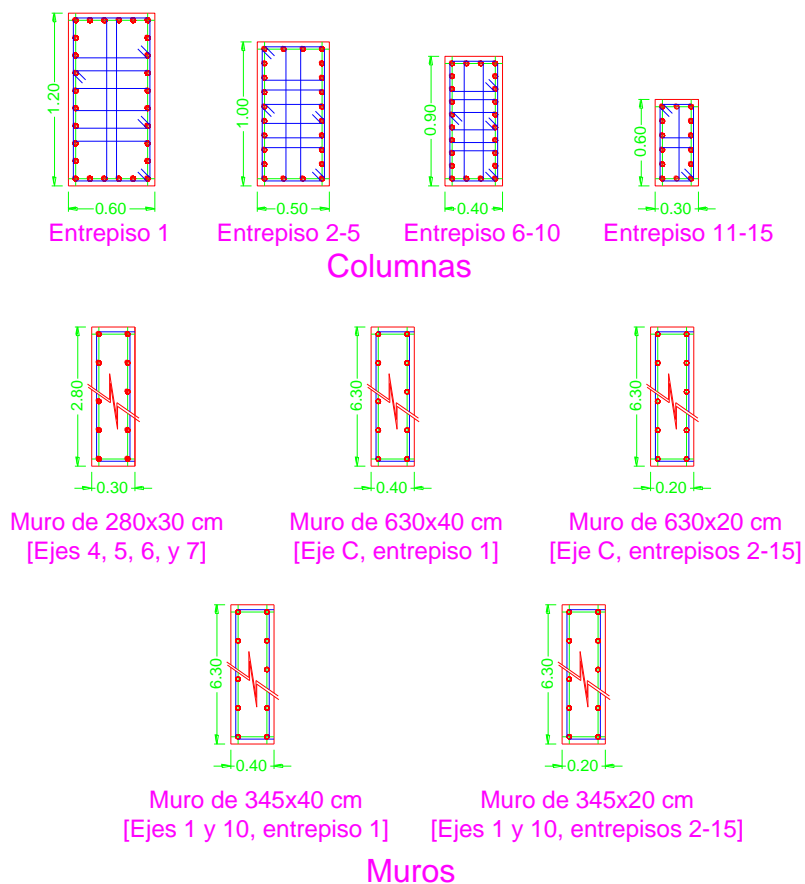 1.20
0.60
Entrepiso 1
1.00
0.50
Entrepiso 2-5
0.90
0.40
Entrepiso 6-10
0.60
0.30
Entrepiso 11-15
Columnas
2.80
0.30
Muro de 280x30 cm
[Ejes 4, 5, 6, y 7]
6.30
0.40
Muro de 630x40 cm
[Eje C, entrepiso 1]
6.30
0.20
Muro de 630x20 cm
[Eje C, entrepisos 2-15]
6.30
0.40
Muro de 345x40 cm
[Ejes 1 y 10, entrepiso 1]
6.30
0.20
Muro de 345x20 cm
[Ejes 1 y 10, entrepisos 2-15]
Muros